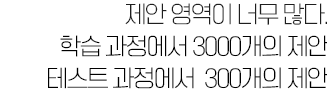 제안 영역이 너무 많다.
학습 과정에서 3000개의 제안
테스트 과정에서 300개의 제안